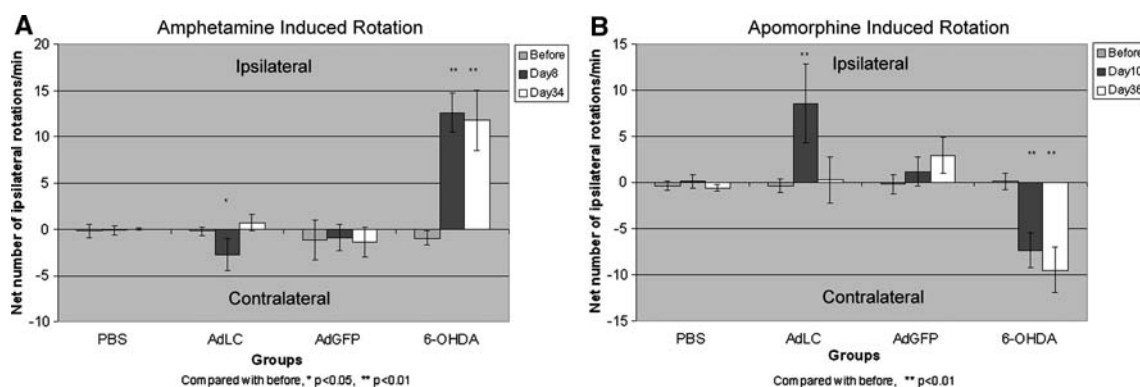 A
Amphetamine Induced Rotation
Net number of ipsilateral rotations/min
20
15
10
5
0
−5
−10
Ipsilateral
Contralateral
*
** **
Before
Day8
Day34
PBS AdLC AdGFP 6-OHDA
Groups
Compared with before, * p<0.05, ** p<0.01
B
Apomorphine Induced Rotation
Net number of ipsilateral rotations/min
15
10
5
0
−5
−10
−15
**
Ipsilateral
** **
Contralateral
Before
Day10
Day36
PBS AdLC AdGFP 6-OHDA
Groups
Compared with before, ** p<0.01